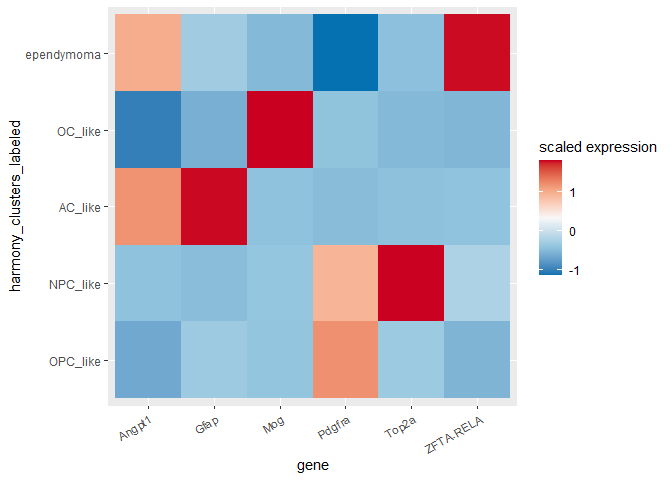 ependymoma
OC_like
AC_like
NPC_like
OPC_like
harmony_clusters_labeled
Angpt1
Gfap
Mog
Pdgfra
Top2a
ZFTA.RELA
gene
scaled expression
1
0
-1